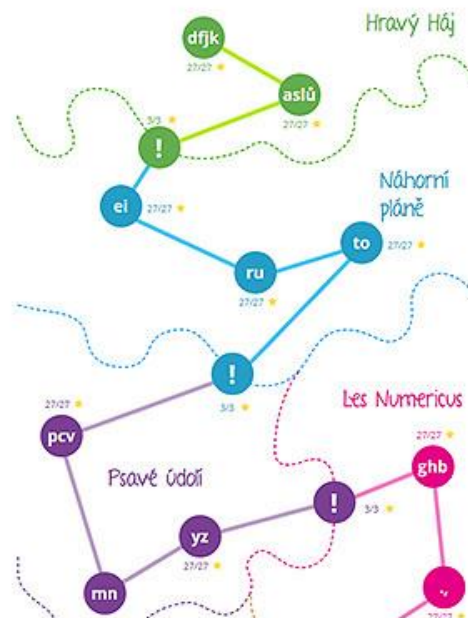 Hravý Háj
dfjk
27/27
aslů
27/27
3/3
!
ei
27/27
Náhorní
pláně
to
27/27
ru
27/27
!
3/3
Les Numericus
27/27
pcv
27/27
ghb
Psavé údolí
!
3/3
yz
27/27
mn
.,
27/27